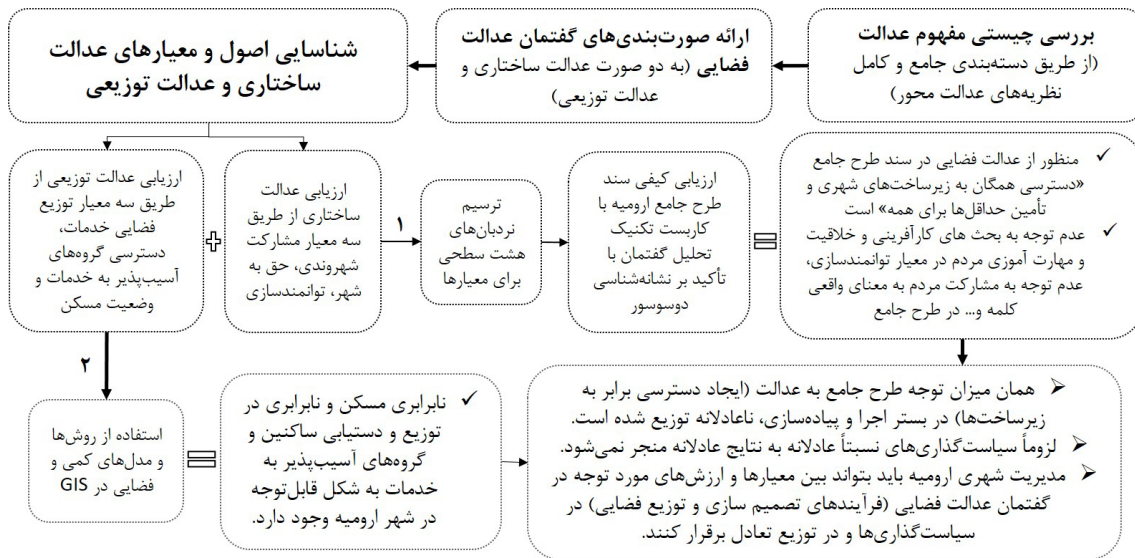 بررسی چیستی مفهوم عدالت
(از طریق دسته‌بندی جامع و کامل
نظریه‌های عدالت محور)
ارائه صورت‌بندی‌های گفتمان عدالت
فضایی (به دو صورت عدالت ساختاری و
عدالت توزیعی)
شناسایی اصول و معیارهای عدالت
ساختاری و عدالت توزیعی
ارزیابی عدالت توزیعی از
طریق سه معیار توزیع
فضایی خدمات،
دسترسی گروه‌های
آسیب‌پذیر به خدمات و
وضعیت مسکن
ارزیابی عدالت
ساختاری از طریق
سه معیار مشارکت
شهروندی، حق به
شهر، توانمندسازی
۱
ترسیم
نردبان‌های
هشت سطحی
برای معیارها
ارزیابی کیفی سند
طرح جامع ارومیه با
کاربست تکنیک
تحلیل گفتمان با
تأکید بر نشانه‌شناسی
دوسوسور
=
✓ منظور از عدالت فضایی در سند طرح جامع
«دسترسی همگان به زیرساخت‌های شهری و
تأمین حداقل‌ها برای همه» است
✓ عدم توجه به بحث های کارآفرینی و خلاقیت
و مهارت آموزی مردم در معیار توانمندسازی،
عدم توجه به مشارکت مردم به معنای واقعی
کلمه و... در طرح جامع
۲
استفاده از روش‌ها
و مدل‌های کمی و
فضایی در GIS
=
✓ نابرابری مسکن و نابرابری در
توزیع و دستیابی ساکنین و
گروه‌های آسیب‌پذیر به
خدمات به شکل قابل‌توجه
در شهر ارومیه وجود دارد.
➢ همان میزان توجه طرح جامع به عدالت (ایجاد دسترسی برابر به
زیرساخت‌ها) در بستر اجرا و پیاده‌سازی، ناعادلانه توزیع شده است.
➢ لزوماً سیاست‌گذاری‌های نسبتاً عادلانه به نتایج عادلانه منجر نمی‌شود.
➢ مدیریت شهری ارومیه باید بتواند بین معیارها و ارزش‌های مورد توجه در
گفتمان عدالت فضایی (فرآیندهای تصمیم سازی و توزیع فضایی) در
سیاست‌گذاری‌ها و در توزیع تعادل برقرار کنند.